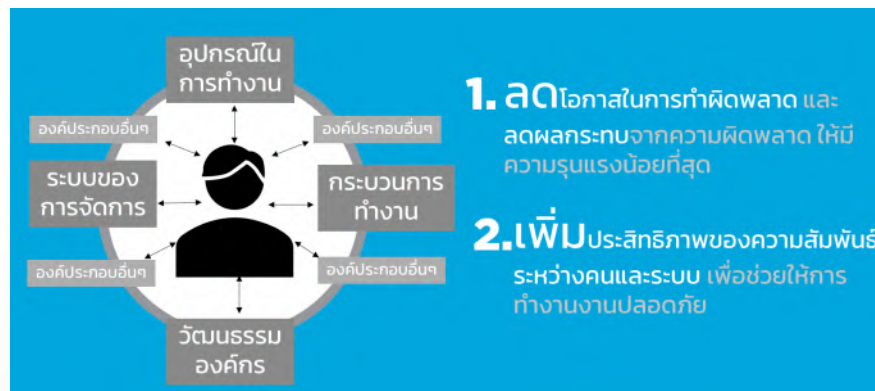 อุปกรณ์ใน
การทำงาน
องค์ประกอบอื่นๆ
องค์ประกอบอื่นๆ
ระบบของ
การจัดการ
กระบวนการ
ทำงาน
องค์ประกอบอื่นๆ
องค์ประกอบอื่นๆ
วัฒนธรรม
องค์กร
1. ลดโอกาสในการทำผิดพลาด และ
ลดผลกระทบจากความผิดพลาด ให้มี
ความรุนแรงน้อยที่สุด
2.เพิ่มประสิทธิภาพของความสัมพันธ์
ระหว่างคนและระบบ เพื่อช่วยให้การ
ทำงานงานปลอดภัย